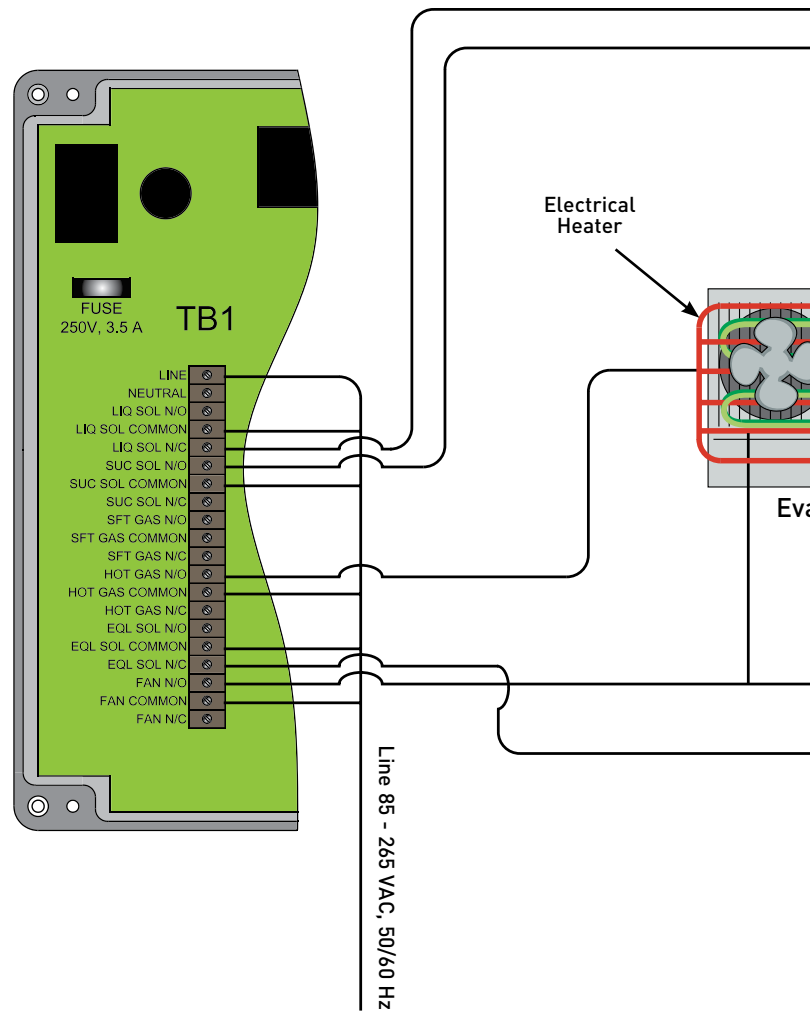 Electrical
Heater
FUSE
250V, 3.5 A
TB1
LINE
NEUTRAL
LIQ SOL N/O
LIQ SOL COMMON
LIQ SOL N/C
SUC SOL N/O
SUC SOL COMMON
SUC SOL N/C
SFT GAS N/O
SFT GAS COMMON
SFT GAS N/C
HOT GAS N/O
HOT GAS COMMON
HOT GAS N/C
EQL SOL N/O
EQL SOL COMMON
EQL SOL N/C
FAN N/O
FAN COMMON
FAN N/C
Eva
Line 85 - 265 VAC, 50/60 Hz